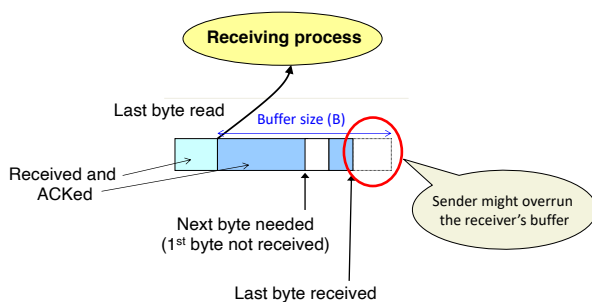 Receiving process
Last byte read
Buffer size (B)
Received and
ACKed
Sender might overrun
the receiver's buffer
Next byte needed
(1st byte not received)
Last byte received